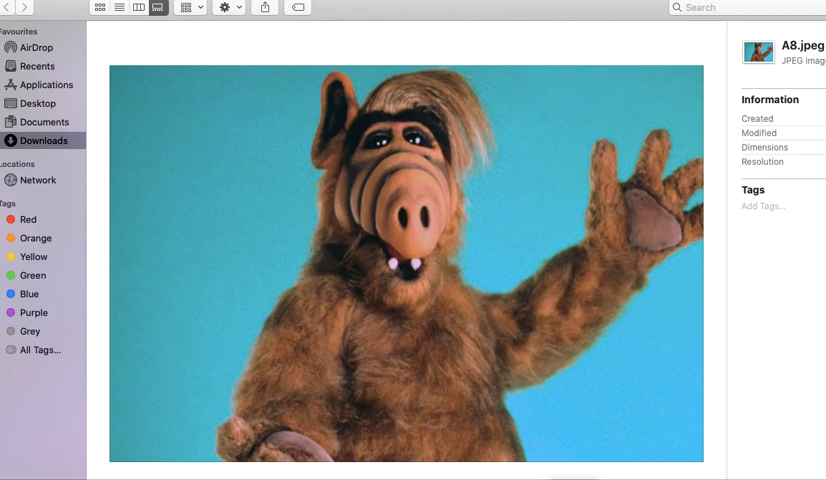 Search
Favourites
AirDrop
Recents
Applications
Desktop
Documents
Downloads
Locations
Network
Tags
Red
Orange
Yellow
Green
Blue
Purple
Grey
All Tags...
A8.jpeg
JPEG imag
Information
Created
Modified
Dimensions
Resolution
Tags
Add Tags...